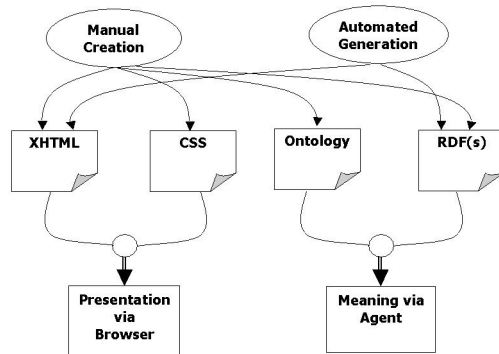 Manual
Creation
Automated
Generation
XHTML
CSS
Ontology
RDF(s)
Presentation
via
Browser
Meaning via
Agent